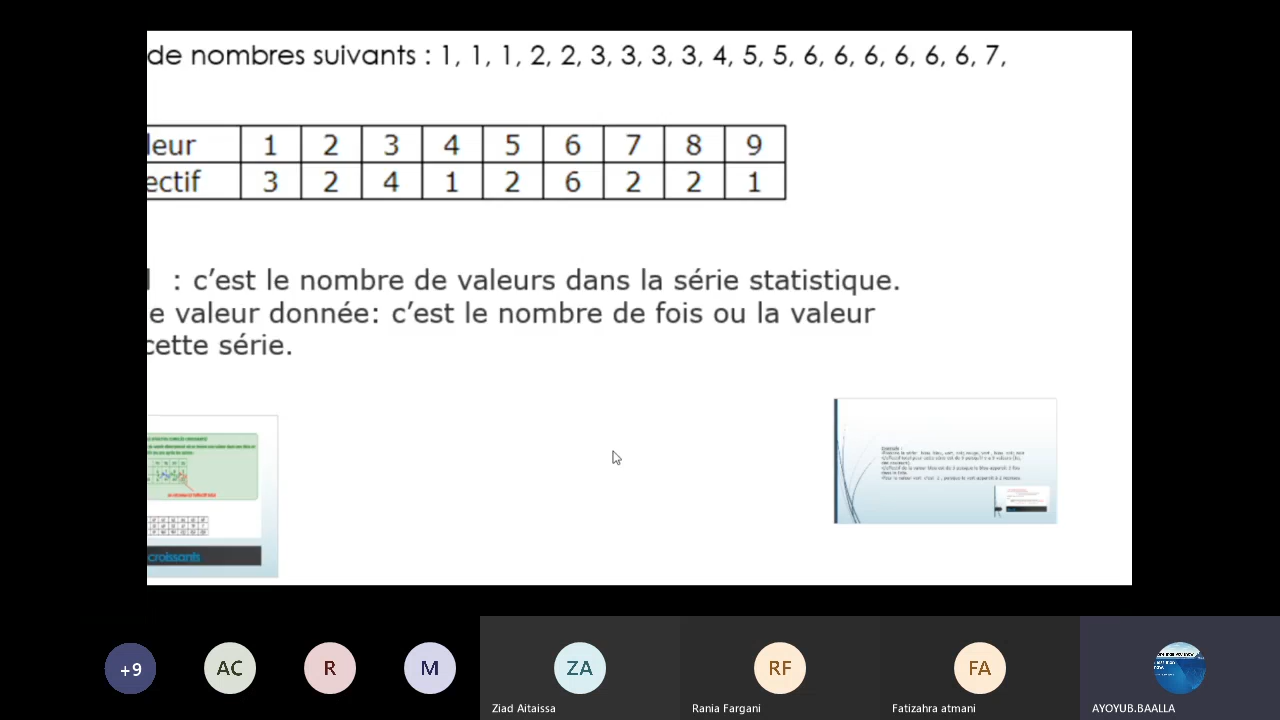 de nombres suivants : 1, 1, 1, 2, 2, 3, 3, 3, 3, 4, 5, 5, 6, 6, 6, 6, 6, 6, 7,
leur 1 2 3 4 5 6 7 8 9
ectif 3 2 4 1 2 6 2 2 1
l : c’est le nombre de valeurs dans la série statistique.
e valeur donnée: c’est le nombre de fois ou la valeur
cette série.
Exemple :
croissants
+9 AC R M ZA RF FA
Ziad Aitaissa Rania Fargani Fatizahra atmani AYOYUB.BAALLA